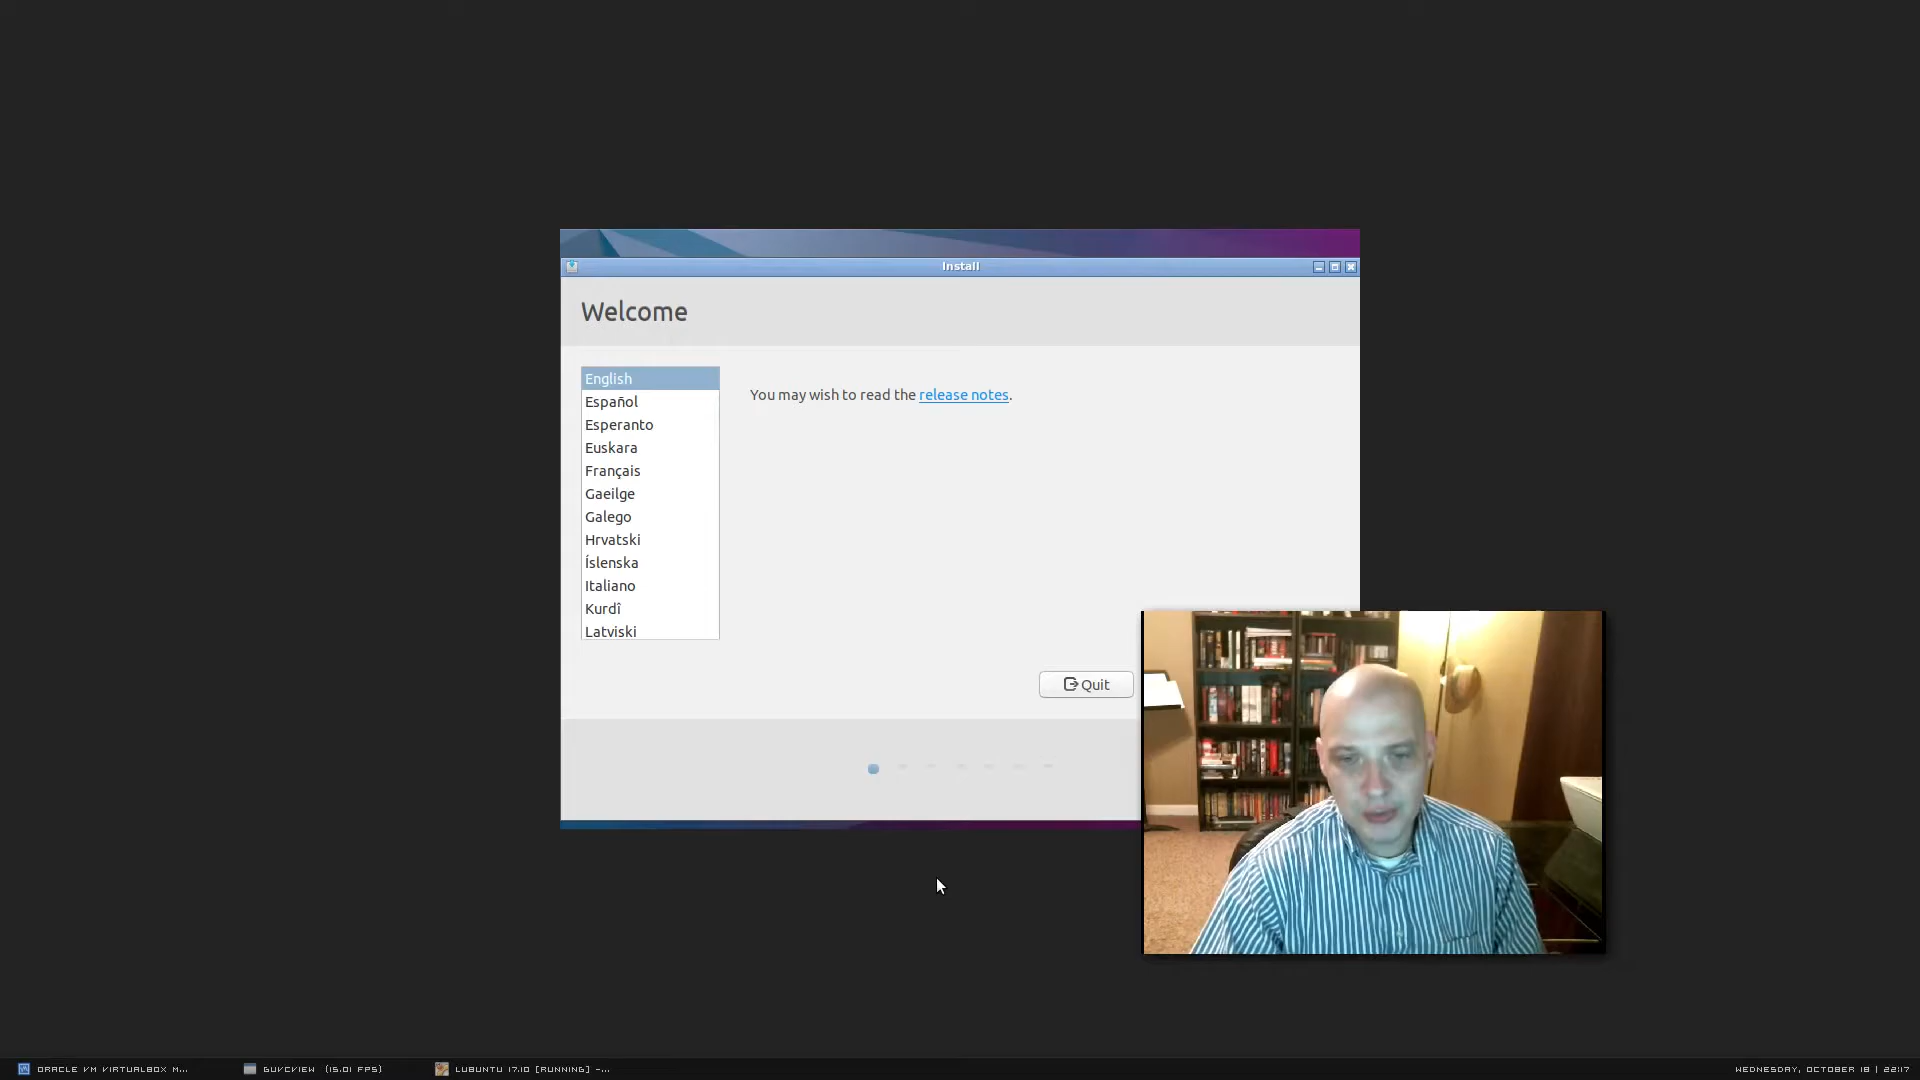 Install
Welcome
English
Español
Esperanto
Euskara
Français
Gaeilge
Galego
Hrvatski
Íslenska
Italiano
Kurdî
Latviski
You may wish to read the release notes.
Quit
ORACLE VM VIRTUALBOX M...
GUVCVIEW (15.01 FPS)
LUBUNTU 17.10 [RUNNING] -...
WEDNESDAY, OCTOBER 18 | 22:17